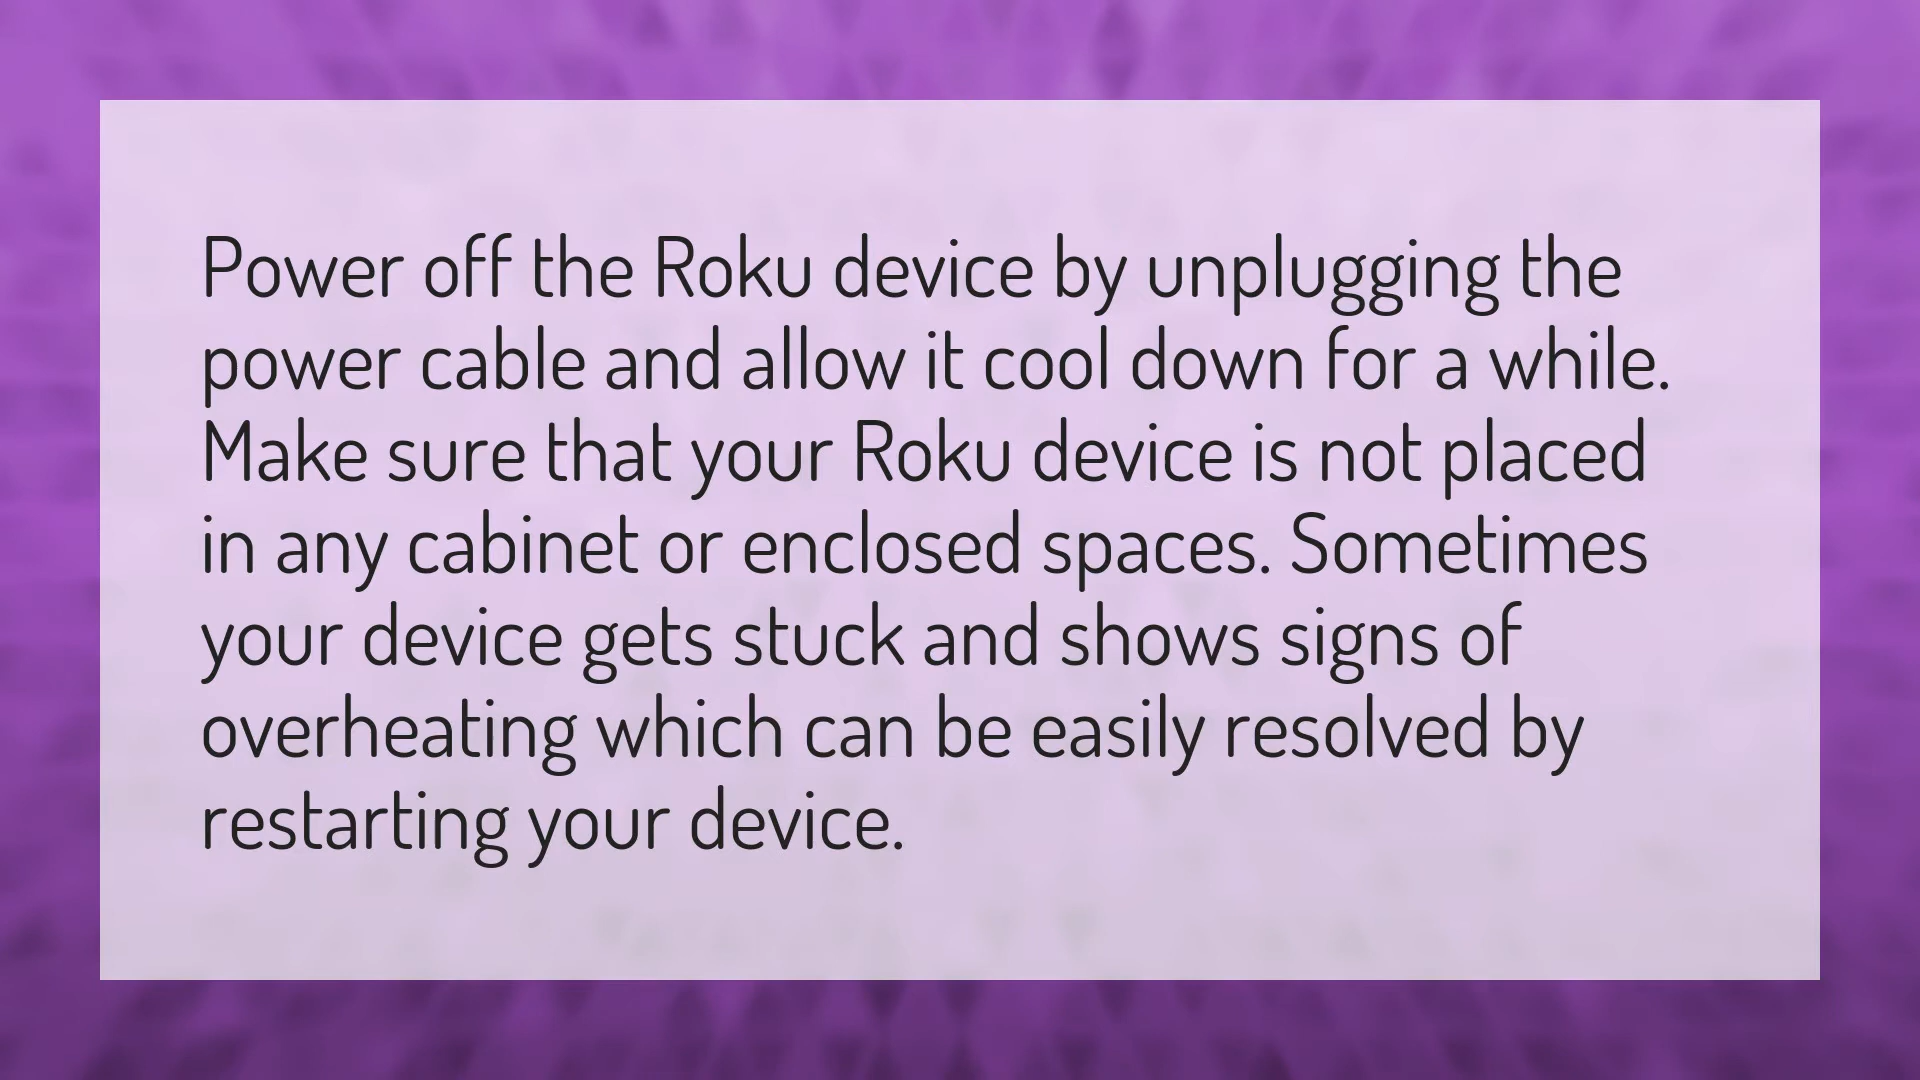 Power off the Roku device by unplugging the
power cable and allow it cool down for a while.
Make sure that your Roku device is not placed
in any cabinet or enclosed spaces. Sometimes
your device gets stuck and shows signs of
overheating which can be easily resolved by
restarting your device.